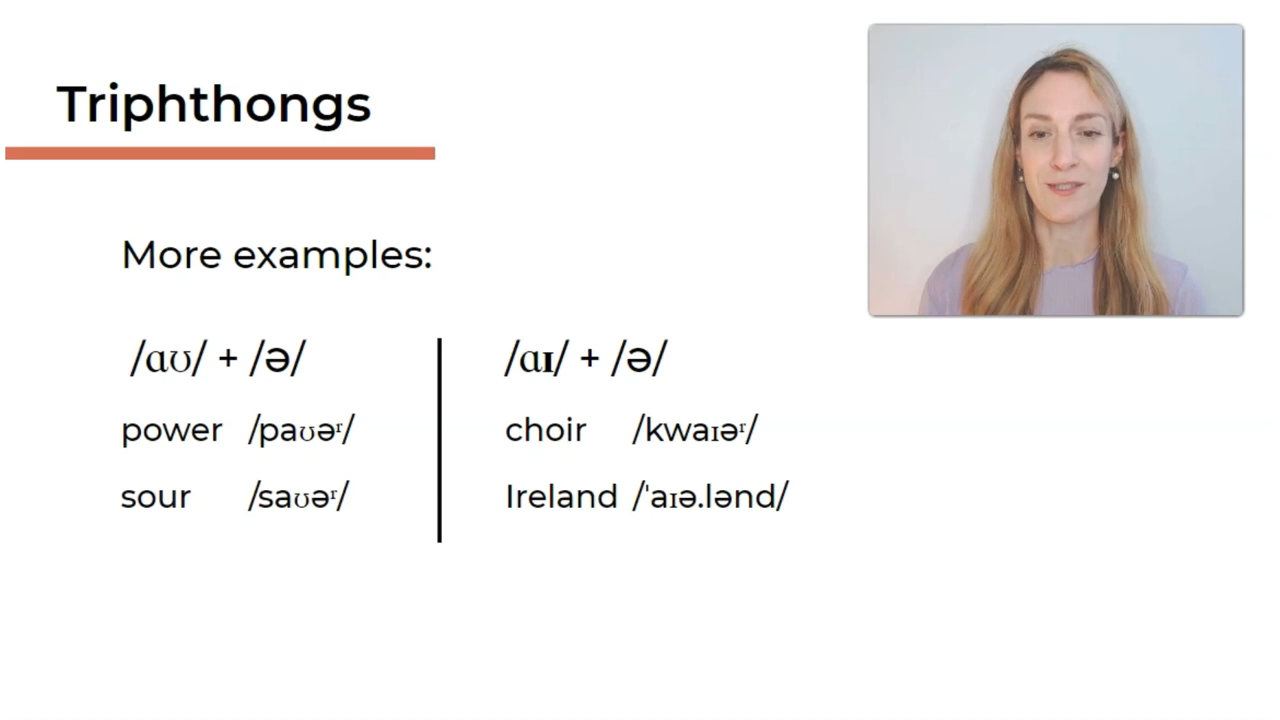 Triphthongs
More examples:
/ɑʊ/ + /ə/
power /paʊəʳ/
sour /saʊəʳ/
/ɑɪ/ + /ə/
choir /kwaɪəʳ/
Ireland /ˈaɪə.lənd/